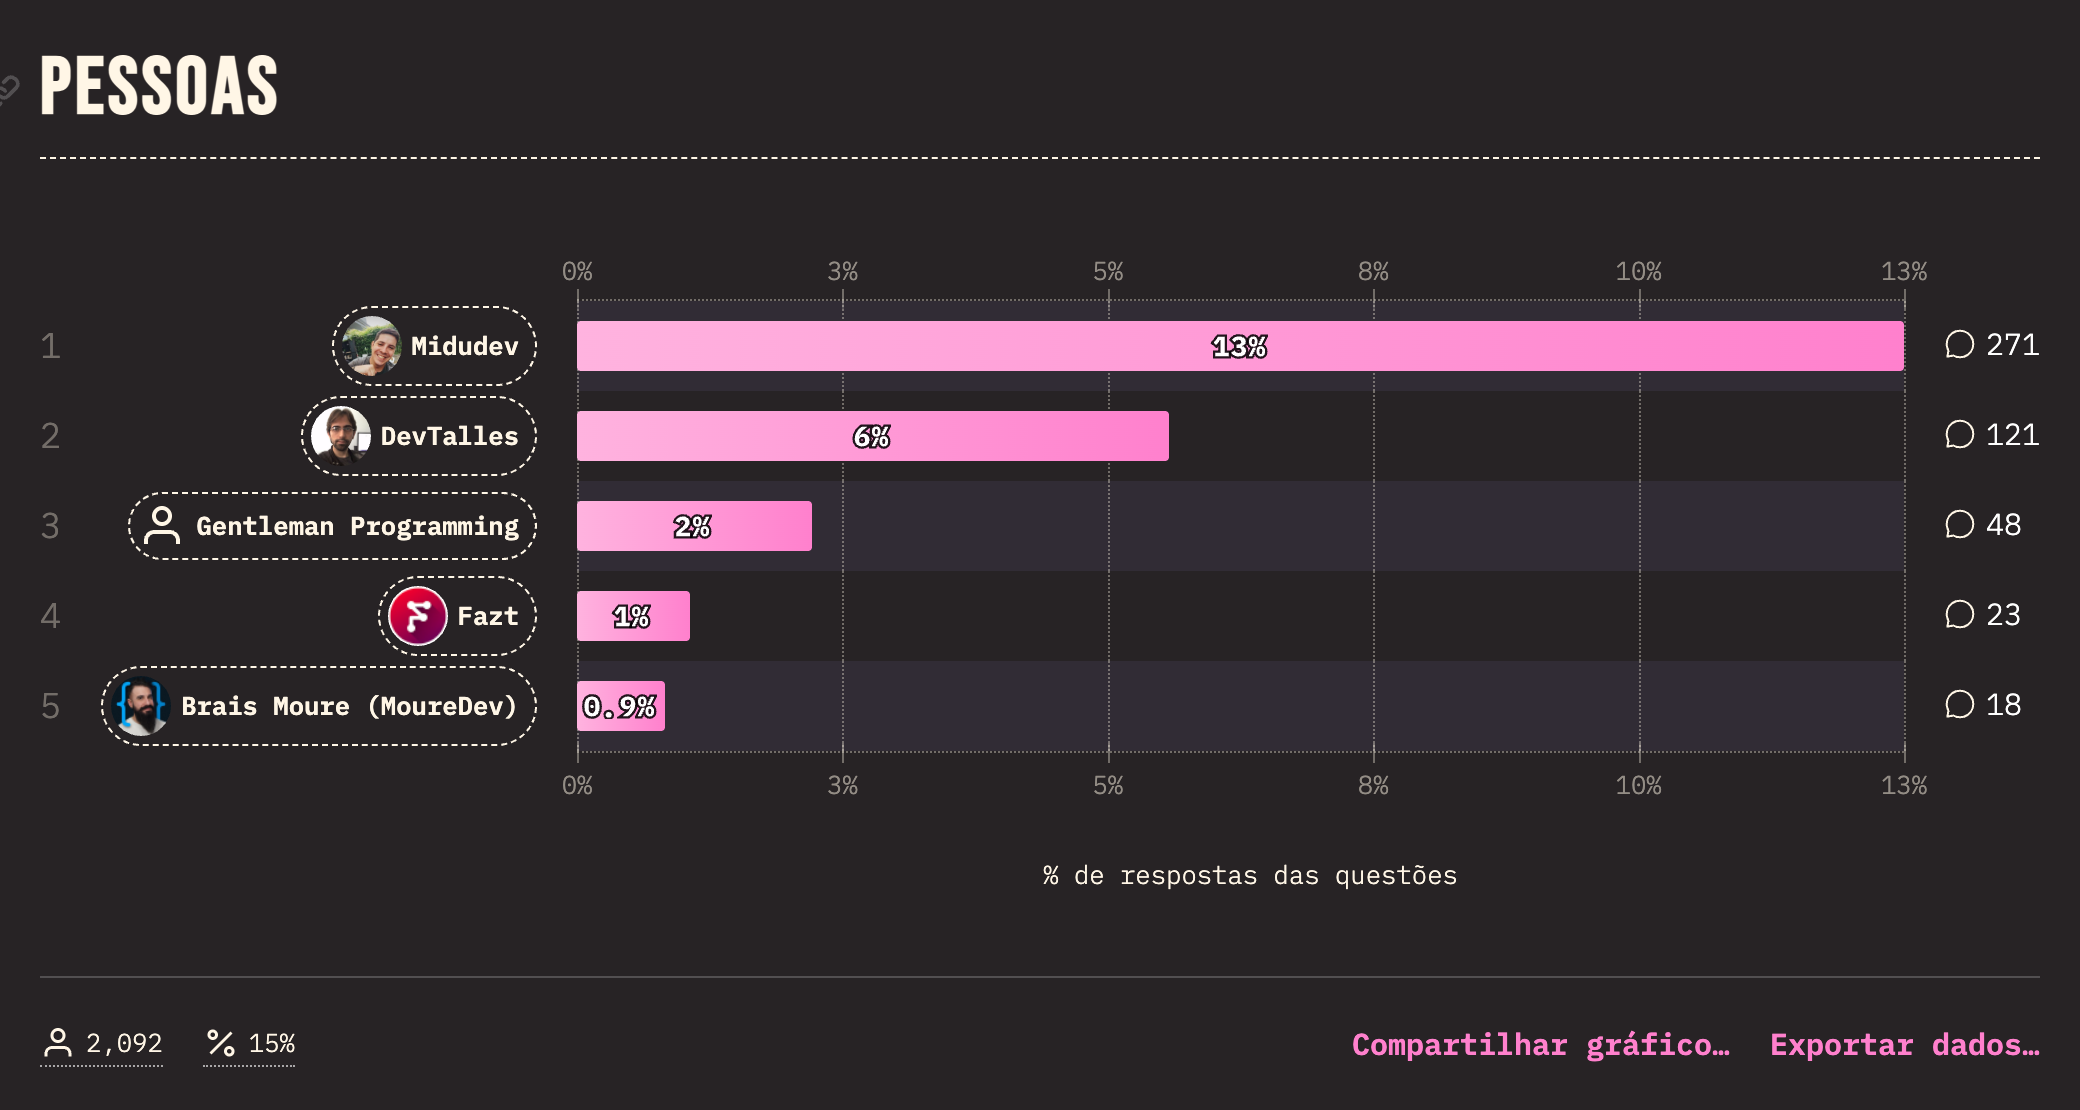 PESSOAS
0% 3% 5% 8% 10% 13%
1 Midudev 13% 271
2 DevTalles 6% 121
3 Gentleman Programming 2% 48
4 Fazt 1% 23
5 Brais Moure (MoureDev) 0.9% 18
0% 3% 5% 8% 10% 13%
% de respostas das questões
2,092 15% Compartilhar gráfico… Exportar dados…